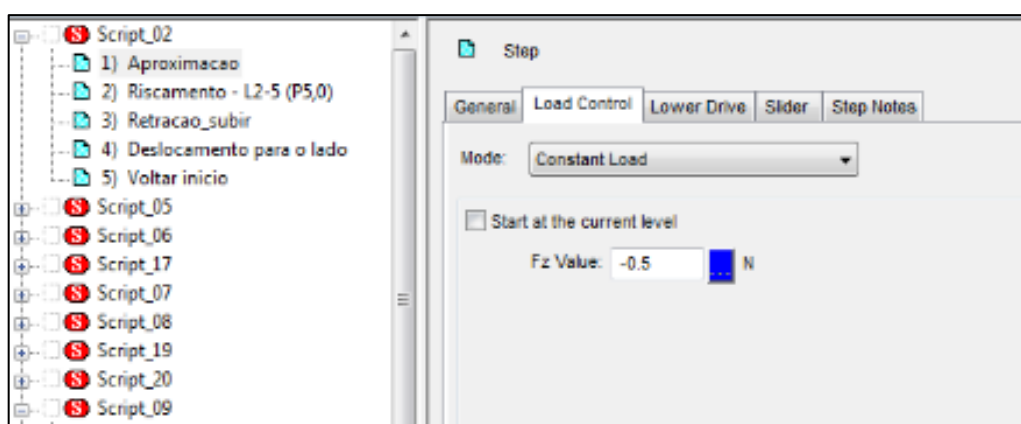 Script_02
1) Aproximacao
2) Riscamento - L2-5 (P5,0)
3) Retracao_subir
4) Deslocamento para o lado
5) Voltar inicio
Script_05
Script_06
Script_17
Script_07
Script_08
Script_19
Script_20
Script_09
Step
General Load Control Lower Drive Slider Step Notes
Mode: Constant Load
Start at the current level
Fz Value: -0.5 ... N